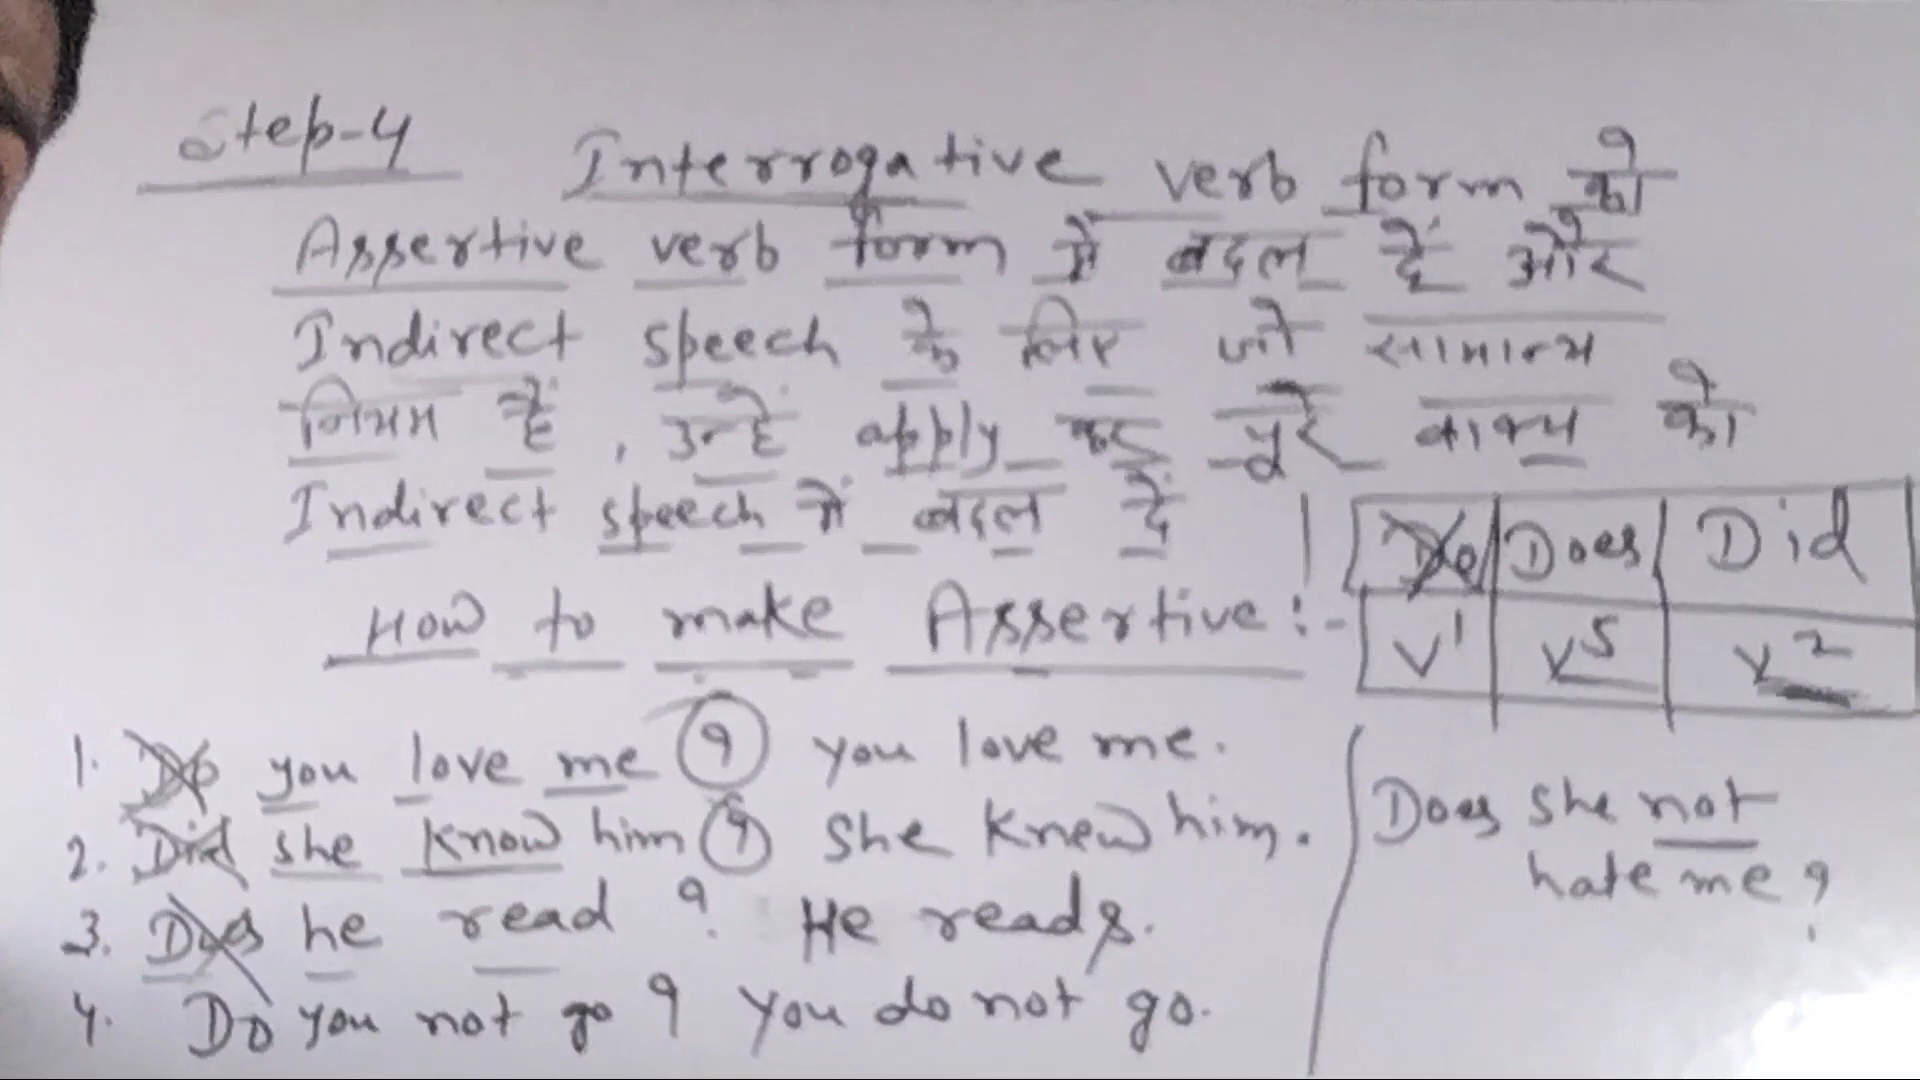 Step-4 Interrogative verb form को
Assertive verb form में बदल दें और
Indirect speech के लिए जो सामान्य
नियम हैं, उन्हें apply कर पूरे वाक्य को
Indirect speech में बदल दें |
Do Does Did
V1 V5 V2
How to make Assertive :-
1. Do you love me ? you love me.
2. Did she know him ? She knew him.
3. Does he read ? He reads.
4. Do you not go ? You do not go.
Does she not
hate me ?